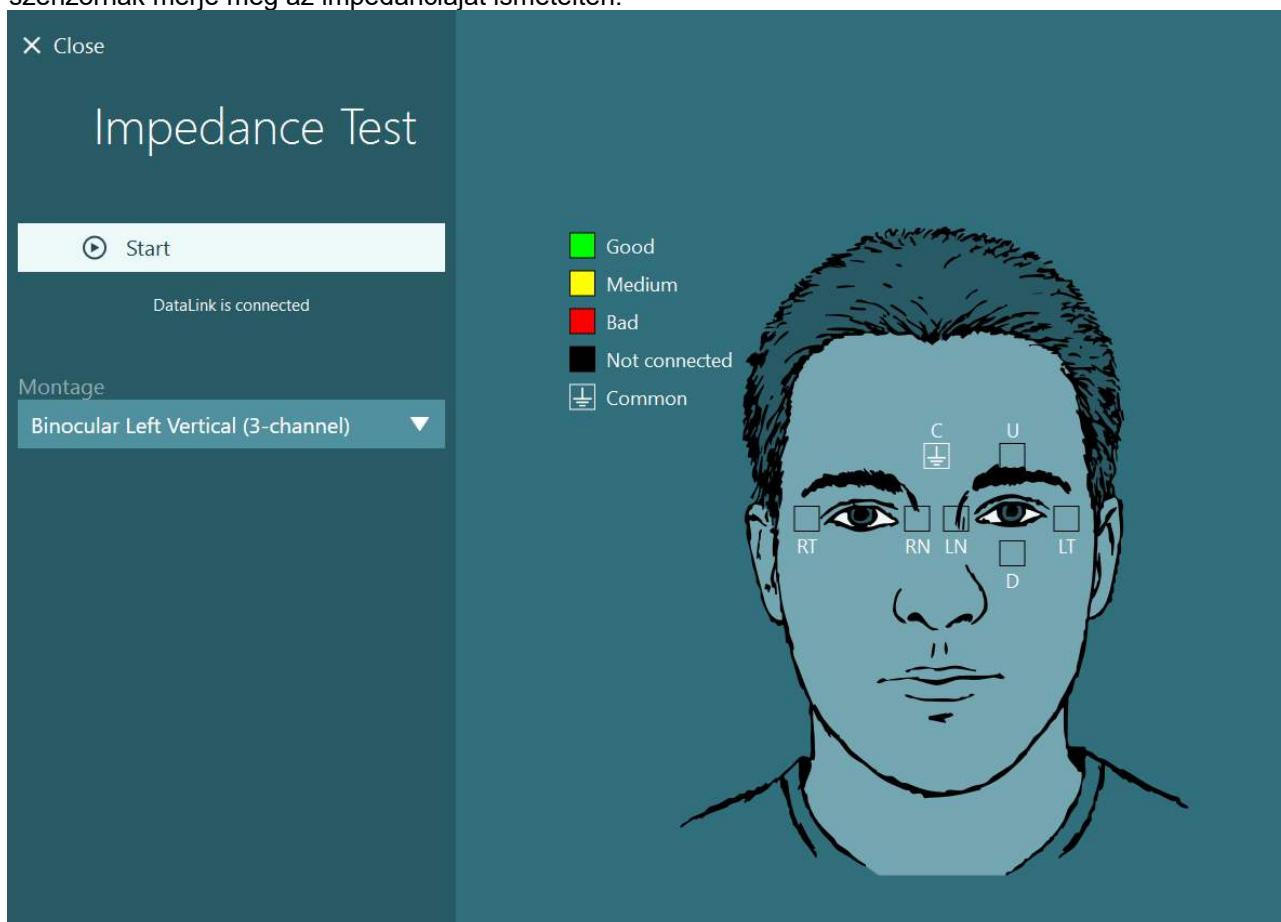 szenzornak mérje meg az impedanciáját ismételten.
Close
Impedance Test
Start
DataLink is connected
Montage
Binocular Left Vertical (3-channel)
Good
Medium
Bad
Not connected
Common
C U
RT RN LN LT
D